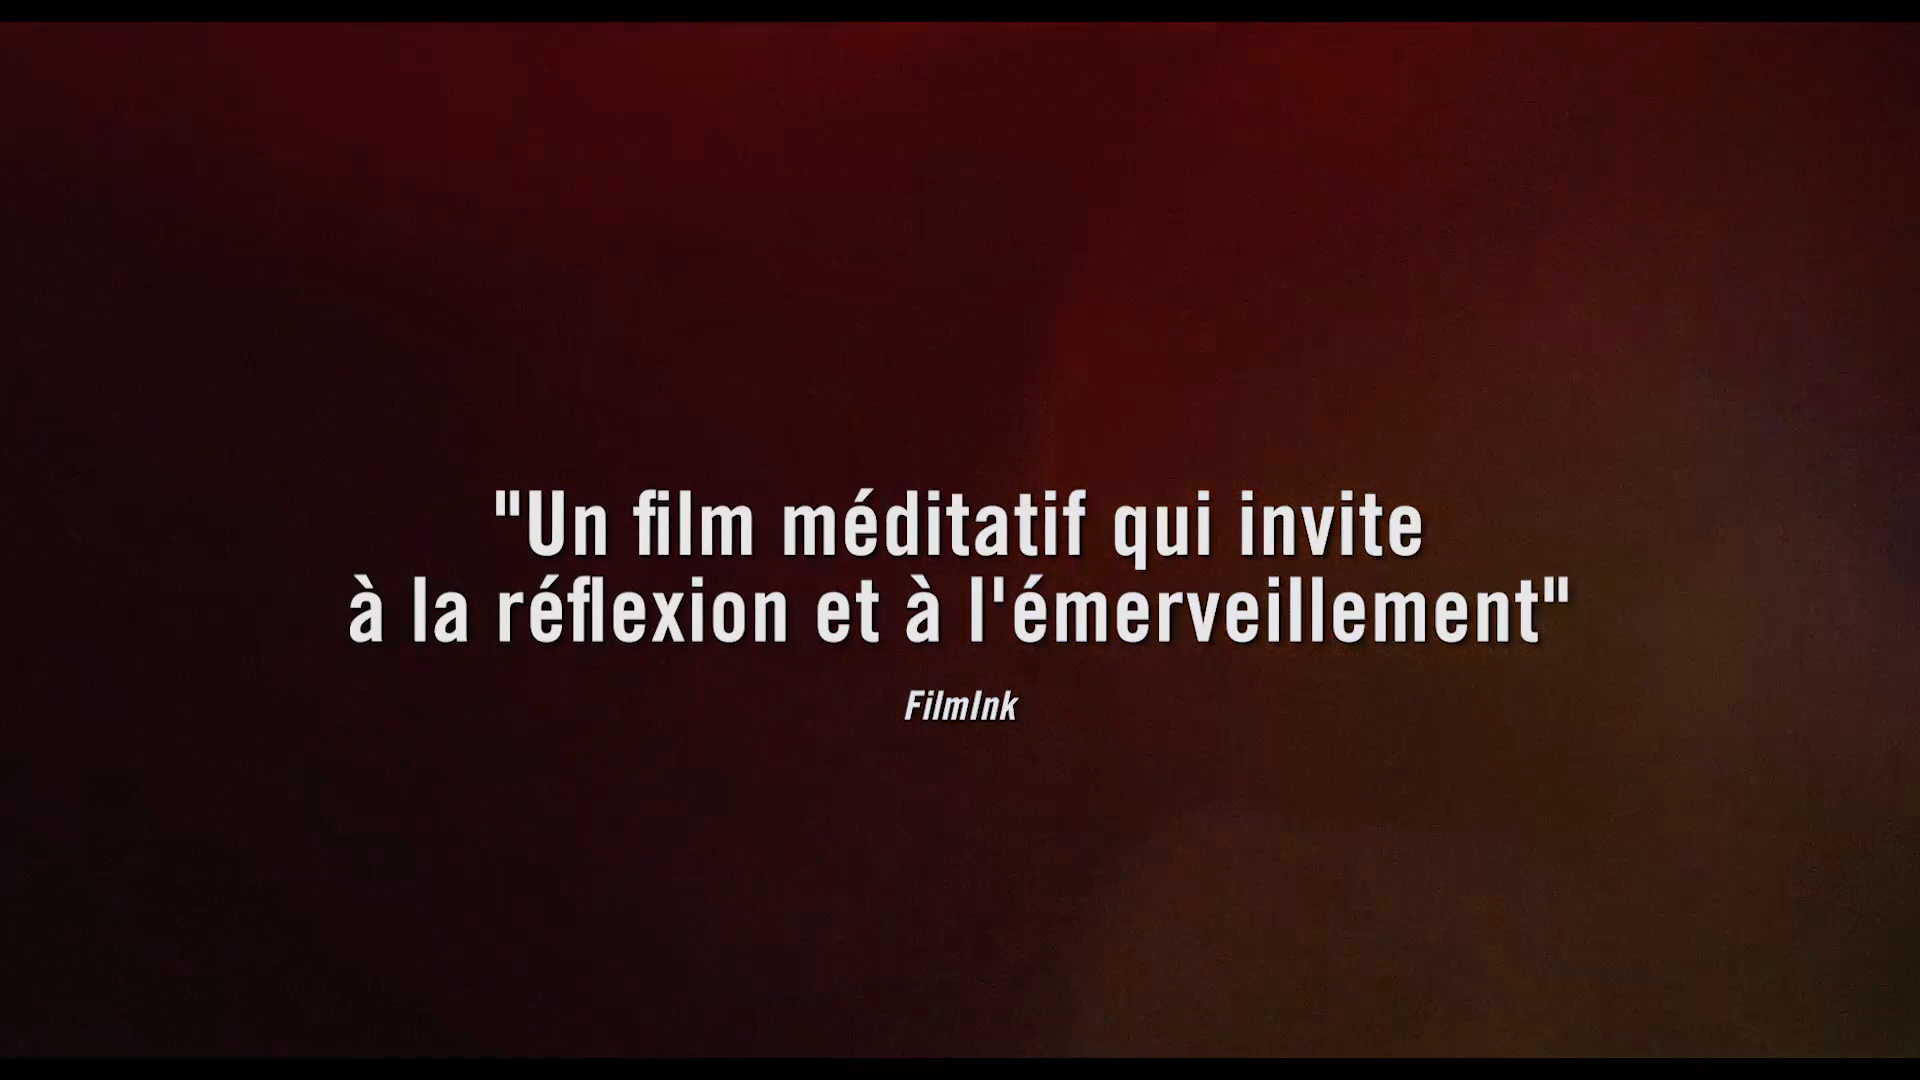 "Un film méditatif qui invite
à la réflexion et à l'émerveillement"
FilmInk